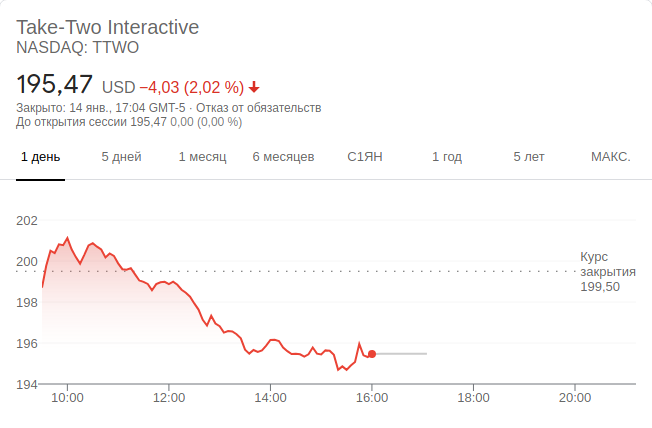 Take-Two Interactive
NASDAQ: TTWO
195,47 USD −4,03 (2,02 %)
Закрыто: 14 янв., 17:04 GMT-5 · Отказ от обязательств
До открытия сессии 195,47 0,00 (0,00 %)
1 день 5 дней 1 месяц 6 месяцев С1ЯН 1 год 5 лет МАКС.
202
200
198
196
194
Курс
закрытия
199,50
10:00 12:00 14:00 16:00 18:00 20:00